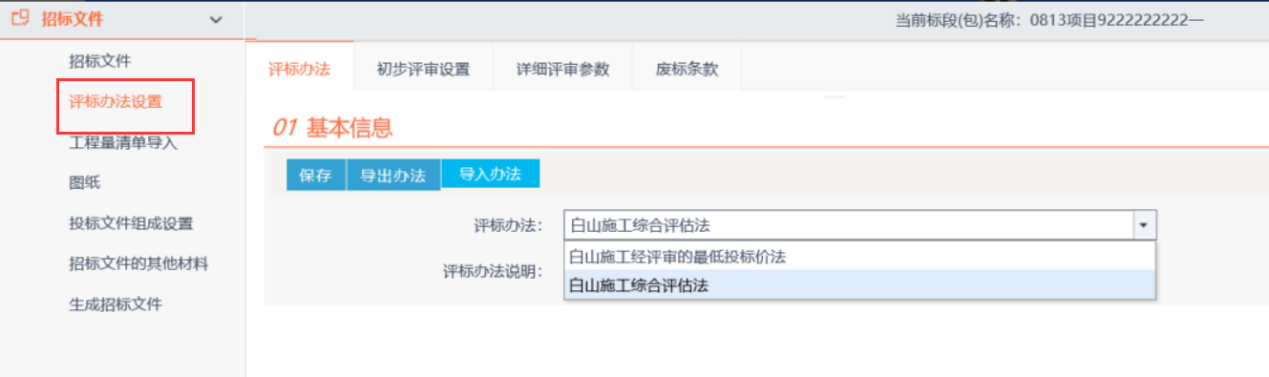 招标文件
当前标段(包)名称：0813项目9222222222一
招标文件
评标办法设置
工程量清单导入
图纸
投标文件组成设置
招标文件的其他材料
生成招标文件
评标办法 初步评审设置 详细评审参数 废标条款
01 基本信息
保存 导出办法 导入办法
评标办法： 白山施工综合评估法
白山施工经评审的最低投标价法
评标办法说明：
白山施工综合评估法